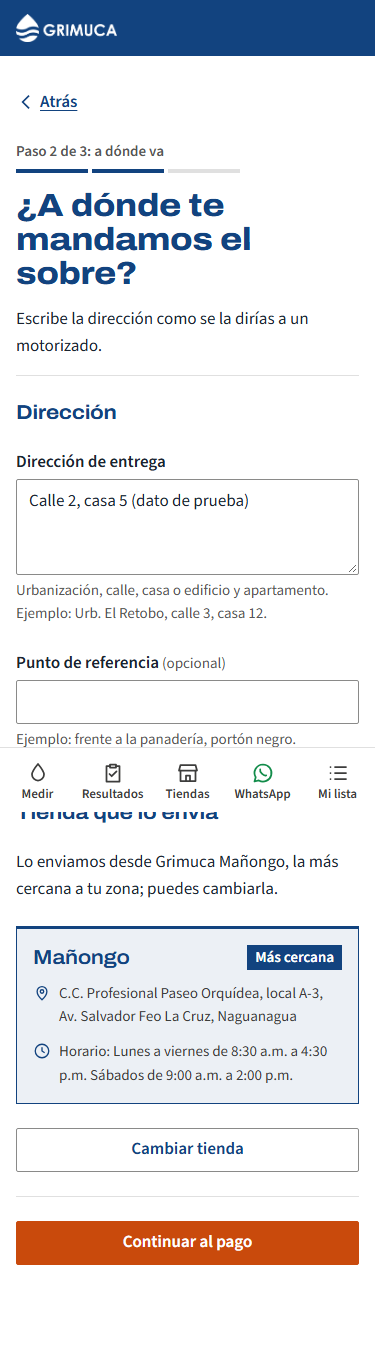 GRIMUCA
Atrás
Paso 2 de 3: a dónde va
¿A dónde te
mandamos el
sobre?
Escribe la dirección como se la dirías a un
motorizado.
Dirección
Dirección de entrega
Calle 2, casa 5 (dato de prueba)
Urbanización, calle, casa o edificio y apartamento.
Ejemplo: Urb. El Retobo, calle 3, casa 12.
Punto de referencia (opcional)
Ejemplo: frente a la panadería, portón negro.
Medir Resultados Tiendas WhatsApp Mi lista
Tienda que lo envía
Lo enviamos desde Grimuca Mañongo, la más
cercana a tu zona; puedes cambiarla.
Mañongo Más cercana
C.C. Profesional Paseo Orquídea, local A-3,
Av. Salvador Feo La Cruz, Naguanagua
Horario: Lunes a viernes de 8:30 a.m. a 4:30
p.m. Sábados de 9:00 a.m. a 2:00 p.m.
Cambiar tienda
Continuar al pago